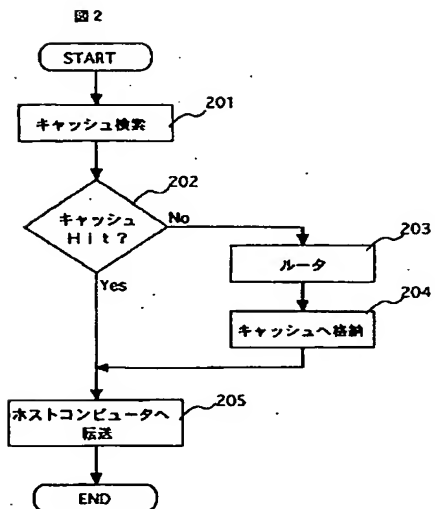 図2
START
キャッシュ検索
201
キャッシュ
Hit?
202
No
Yes
ルータ
203
キャッシュへ格納
204
ホストコンピュータへ
転送
205
END